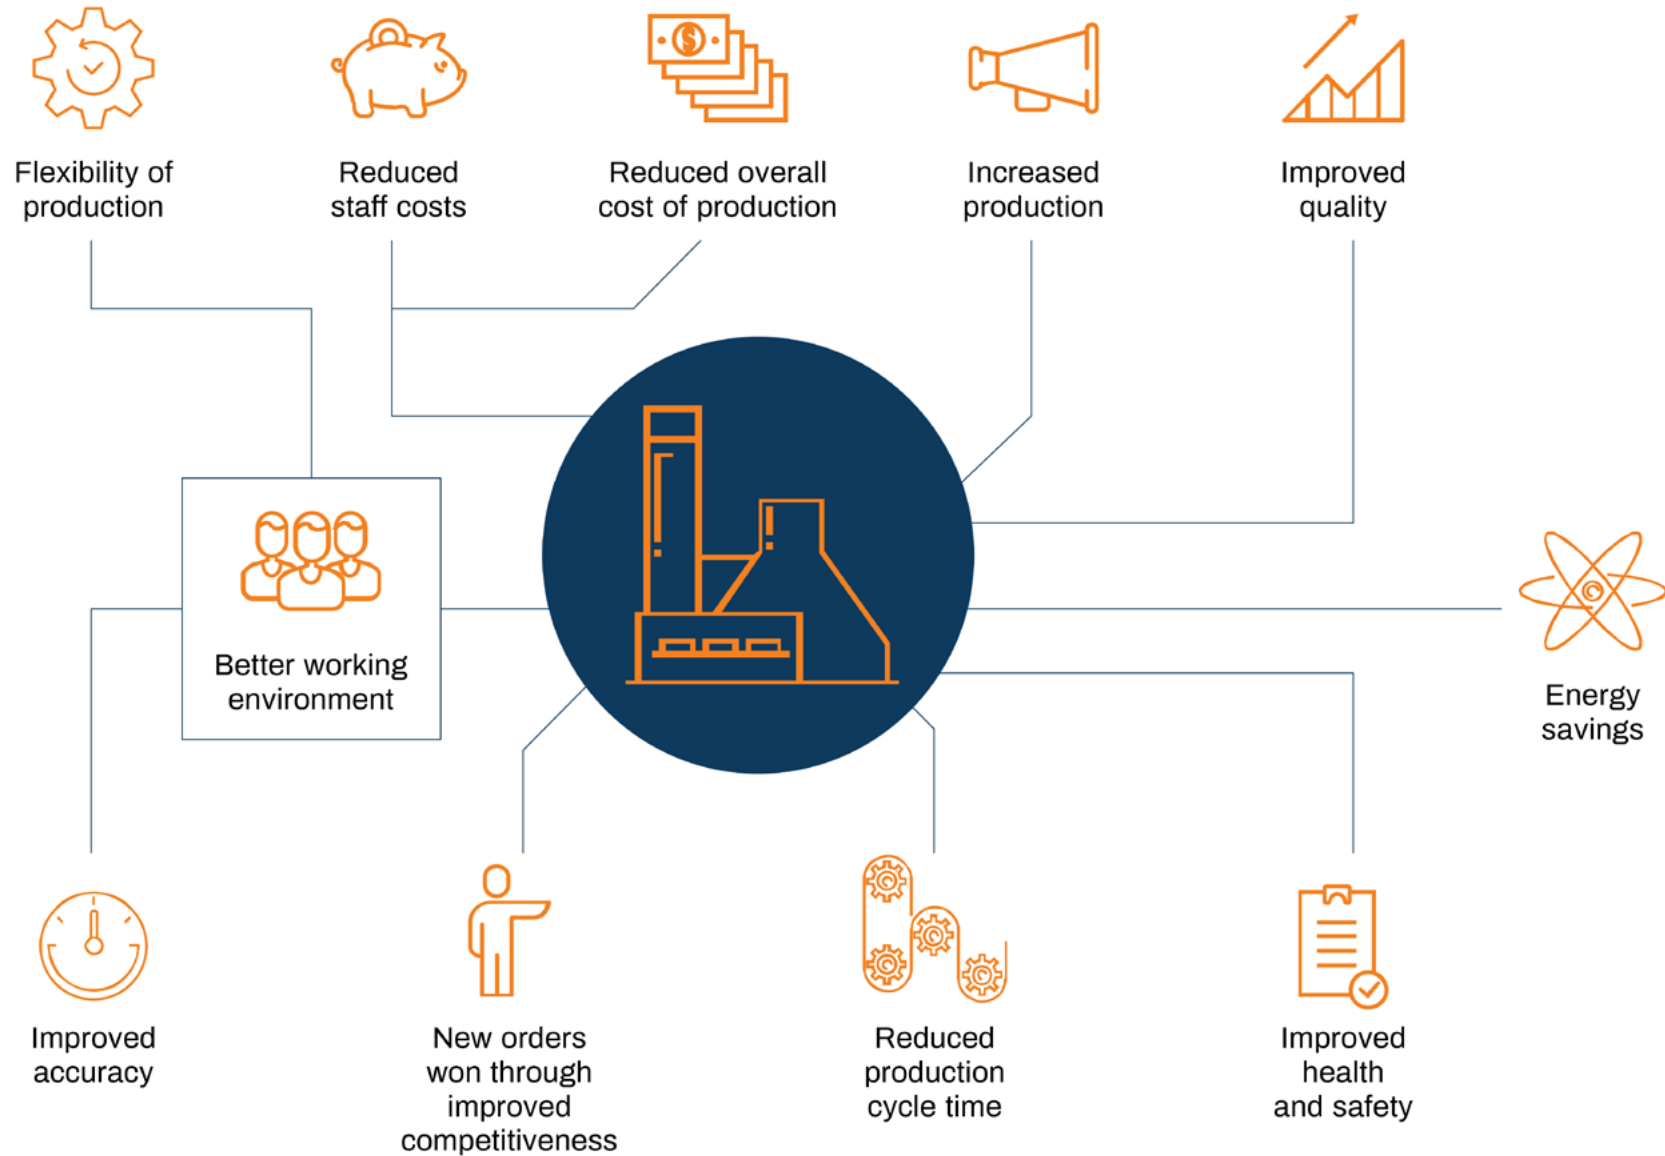 Flexibility of
production
Reduced
staff costs
Reduced overall
cost of production
Increased
production
Improved
quality
Better working
environment
Energy
savings
Improved
accuracy
New orders
won through
improved
competitiveness
Reduced
production
cycle time
Improved
health
and safety